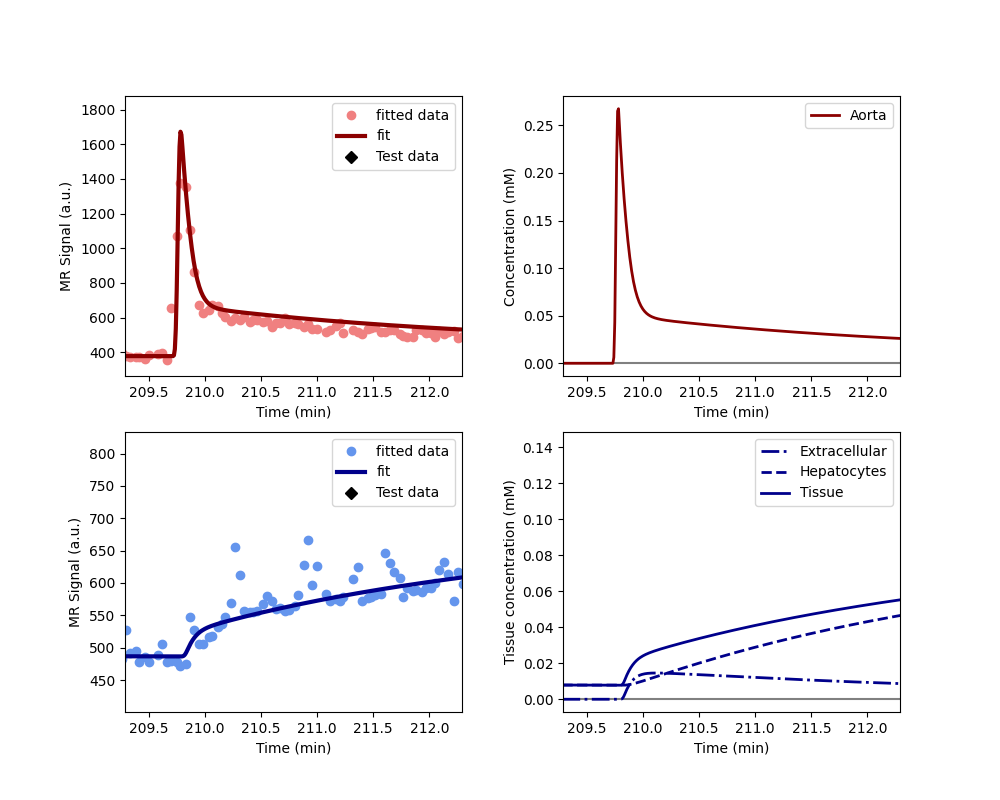 MR Signal (a.u.)
1800
1600
1400
1200
1000
800
600
400
fitted data
fit
Test data
209.5 210.0 210.5 211.0 211.5 212.0
Time (min)
Concentration (mM)
0.25
0.20
0.15
0.10
0.05
0.00
Aorta
209.5 210.0 210.5 211.0 211.5 212.0
Time (min)
MR Signal (a.u.)
800
750
700
650
600
550
500
450
fitted data
fit
Test data
209.5 210.0 210.5 211.0 211.5 212.0
Time (min)
Tissue concentration (mM)
0.14
0.12
0.10
0.08
0.06
0.04
0.02
0.00
Extracellular
Hepatocytes
Tissue
209.5 210.0 210.5 211.0 211.5 212.0
Time (min)